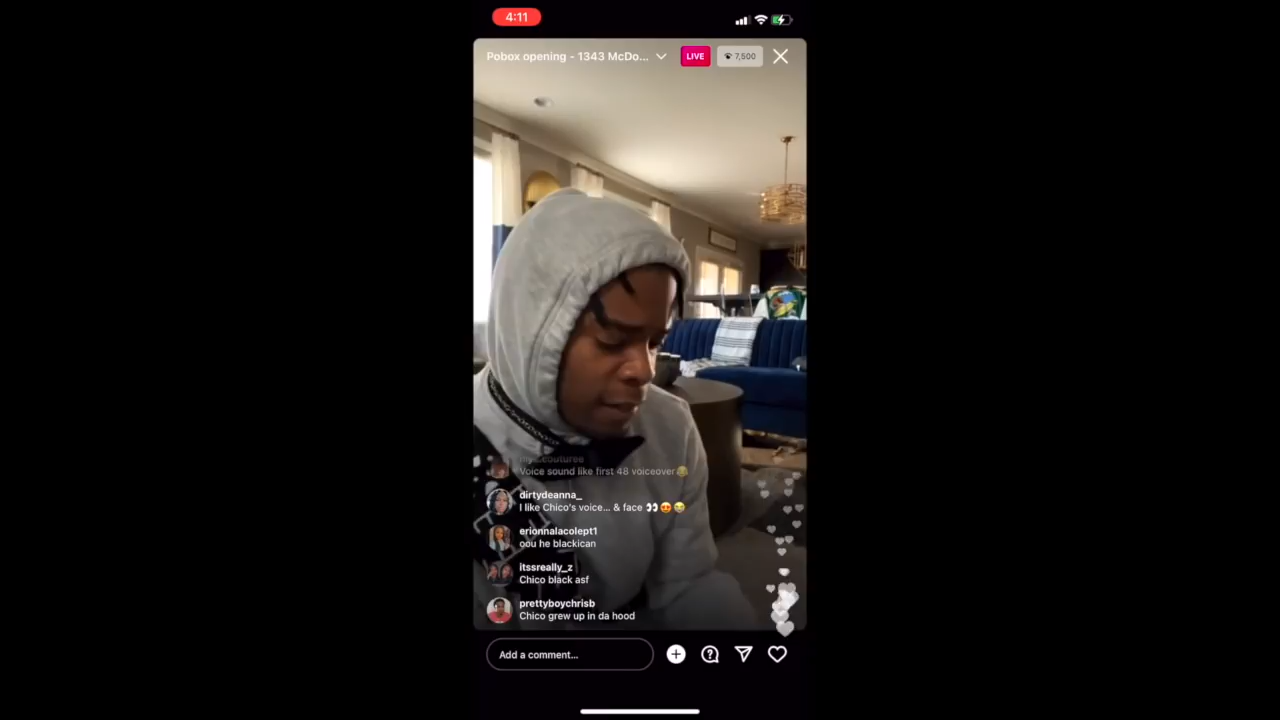 4:11
Pobox opening - 1343 McDo...
LIVE
7,500
Voice sound like first 48 voiceover😂
dirtydeanna_
I like Chico's voice... & face 👀😍😂
erionnalacolept1
oou he blackican
itssreally_z
Chico black asf
prettyboychrisb
Chico grew up in da hood
Add a comment...